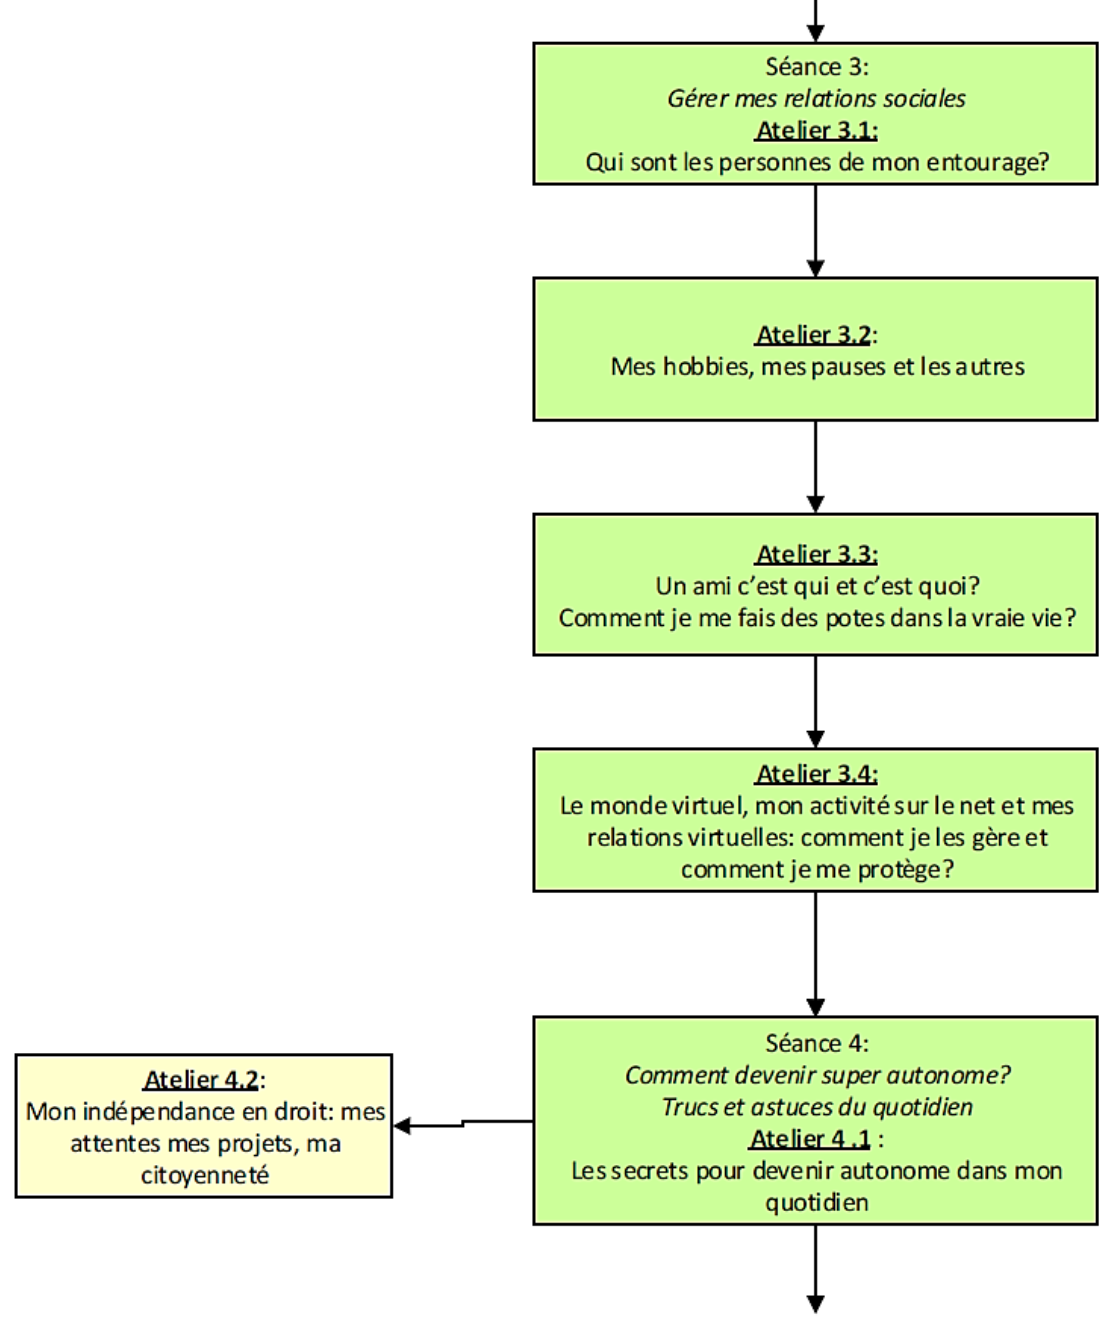 Séance 3:
Gérer mes relations sociales
Atelier 3.1:
Qui sont les personnes de mon entourage?
Atelier 3.2:
Mes hobbies, mes pauses et les autres
Atelier 3.3:
Un ami c’est qui et c’est quoi?
Comment je me fais des potes dans la vraie vie?
Atelier 3.4:
Le monde virtuel, mon activité sur le net et mes
relations virtuelles: comment je les gère et
comment je me protège?
Séance 4:
Comment devenir super autonome?
Trucs et astuces du quotidien
Atelier 4.1 :
Les secrets pour devenir autonome dans mon
quotidien
Atelier 4.2:
Mon indépendance en droit: mes
attentes mes projets, ma
citoyenneté